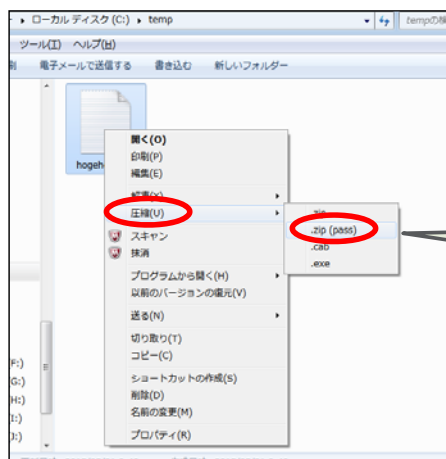 ローカル ディスク (C:) ▸ temp
tempの検
ツール(T) ヘルプ(H)
電子メールで送信する 書き込む 新しいフォルダー
hogeh
開く(O)
印刷(P)
編集(E)
圧縮(U)
.zip
.zip (pass)
.cab
.exe
スキャン
抹消
プログラムから開く(H)
以前のバージョンの復元(V)
送る(N)
切り取り(T)
コピー(C)
ショートカットの作成(S)
削除(D)
名前の変更(M)
プロパティ(R)
F:)
G:)
H:)
I:)
J:)